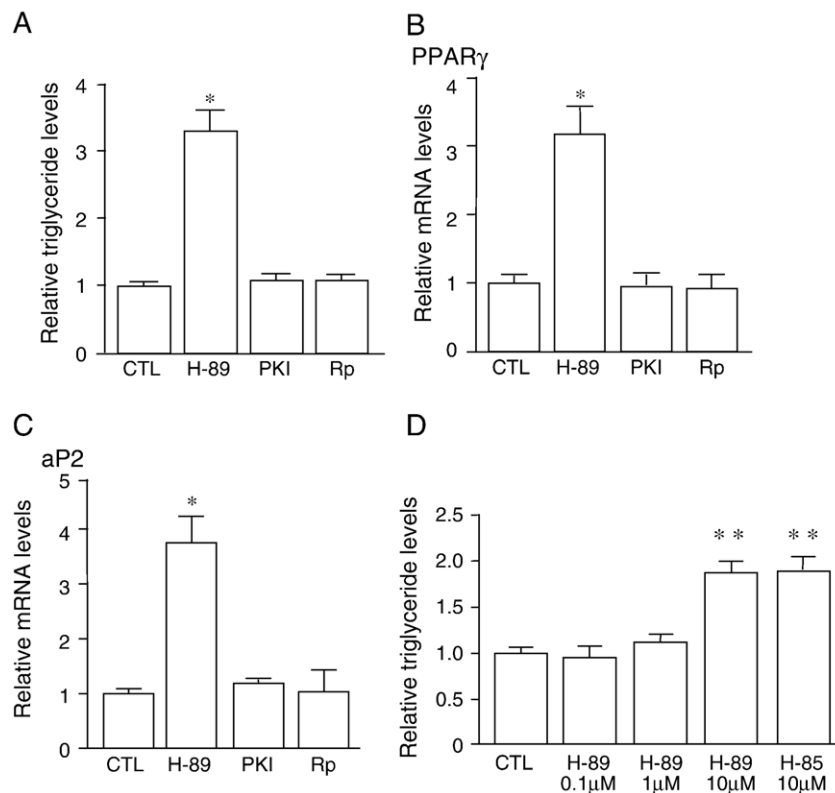 A
Relative triglyceride levels
4
3
2
1
0
*
CTL H-89 PKI Rp
B
PPARγ
Relative mRNA levels
4
3
2
1
0
*
CTL H-89 PKI Rp
C
aP2
Relative mRNA levels
5
4
3
2
1
0
*
CTL H-89 PKI Rp
D
Relative triglyceride levels
2.5
2.0
1.5
1.0
0.5
0
** **
CTL H-89 H-89 H-89 H-85
0.1μM 1μM 10μM 10μM